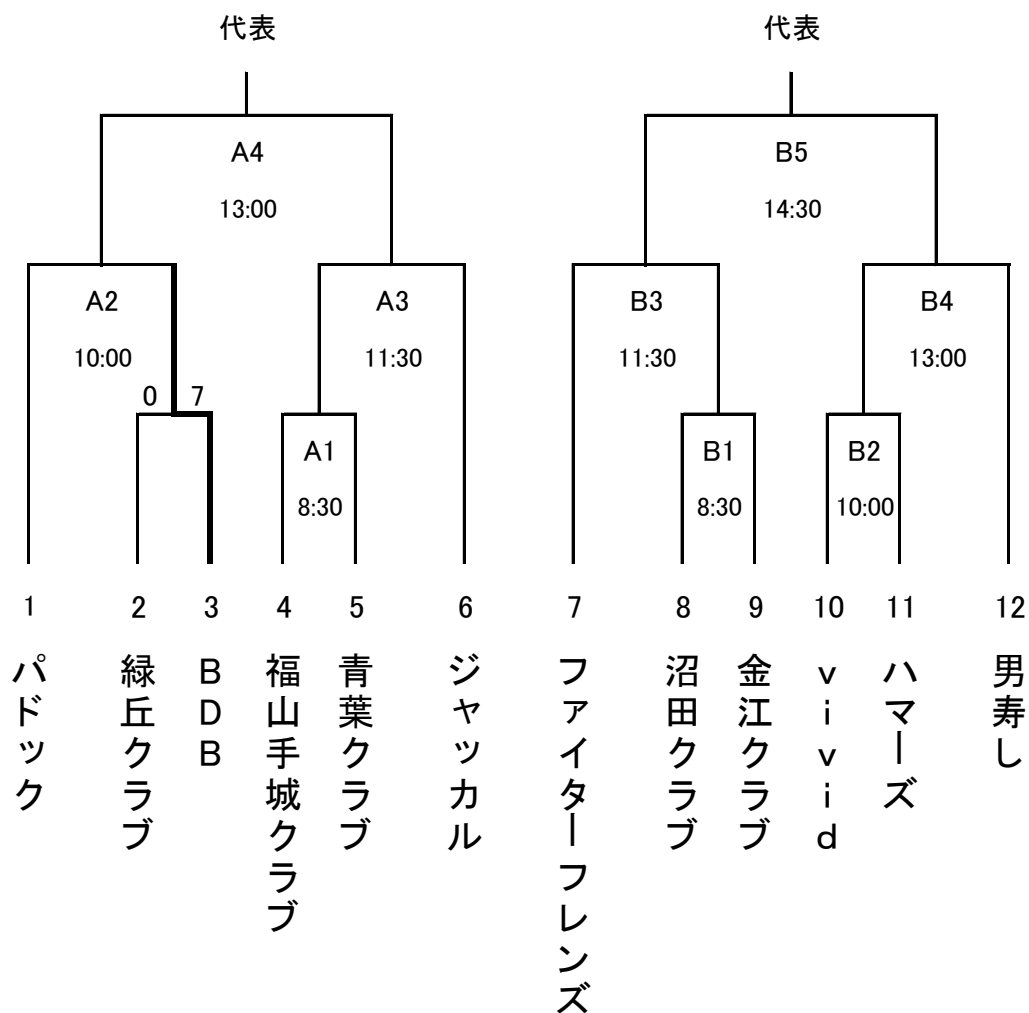 代表 代表
A4 B5
13:00 14:30
A2 A3 B3 B4
10:00 11:30 11:30 13:00
0 7
A1 B1 B2
8:30 8:30 10:00
1 2 3 4 5 6 7 8 9 10 11 12
パドック
緑丘クラブ
BDB
福山手城クラブ
青葉クラブ
ジャッカル
ファイターフレンズ
沼田クラブ
金江クラブ
vivid
ハマーズ
男寿し